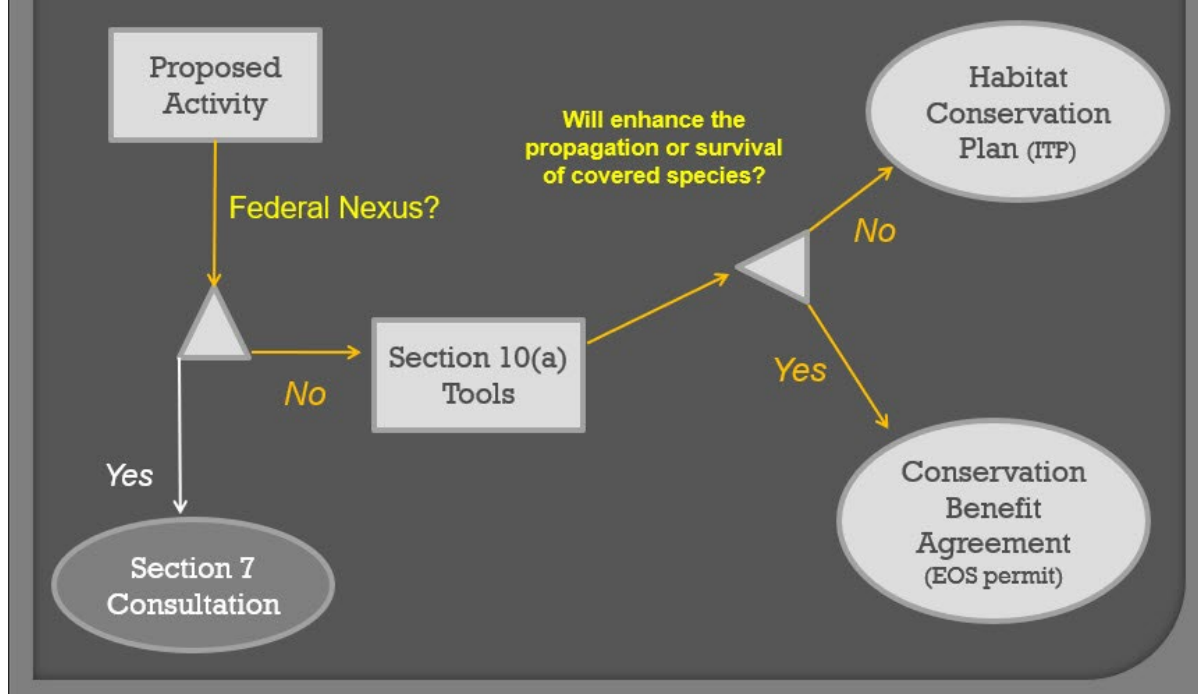 Proposed
Activity
Federal Nexus?
Yes
Section 7
Consultation
No
Section 10(a)
Tools
Will enhance the
propagation or survival
of covered species?
No
Habitat
Conservation
Plan (ITP)
Yes
Conservation
Benefit
Agreement
(EOS permit)